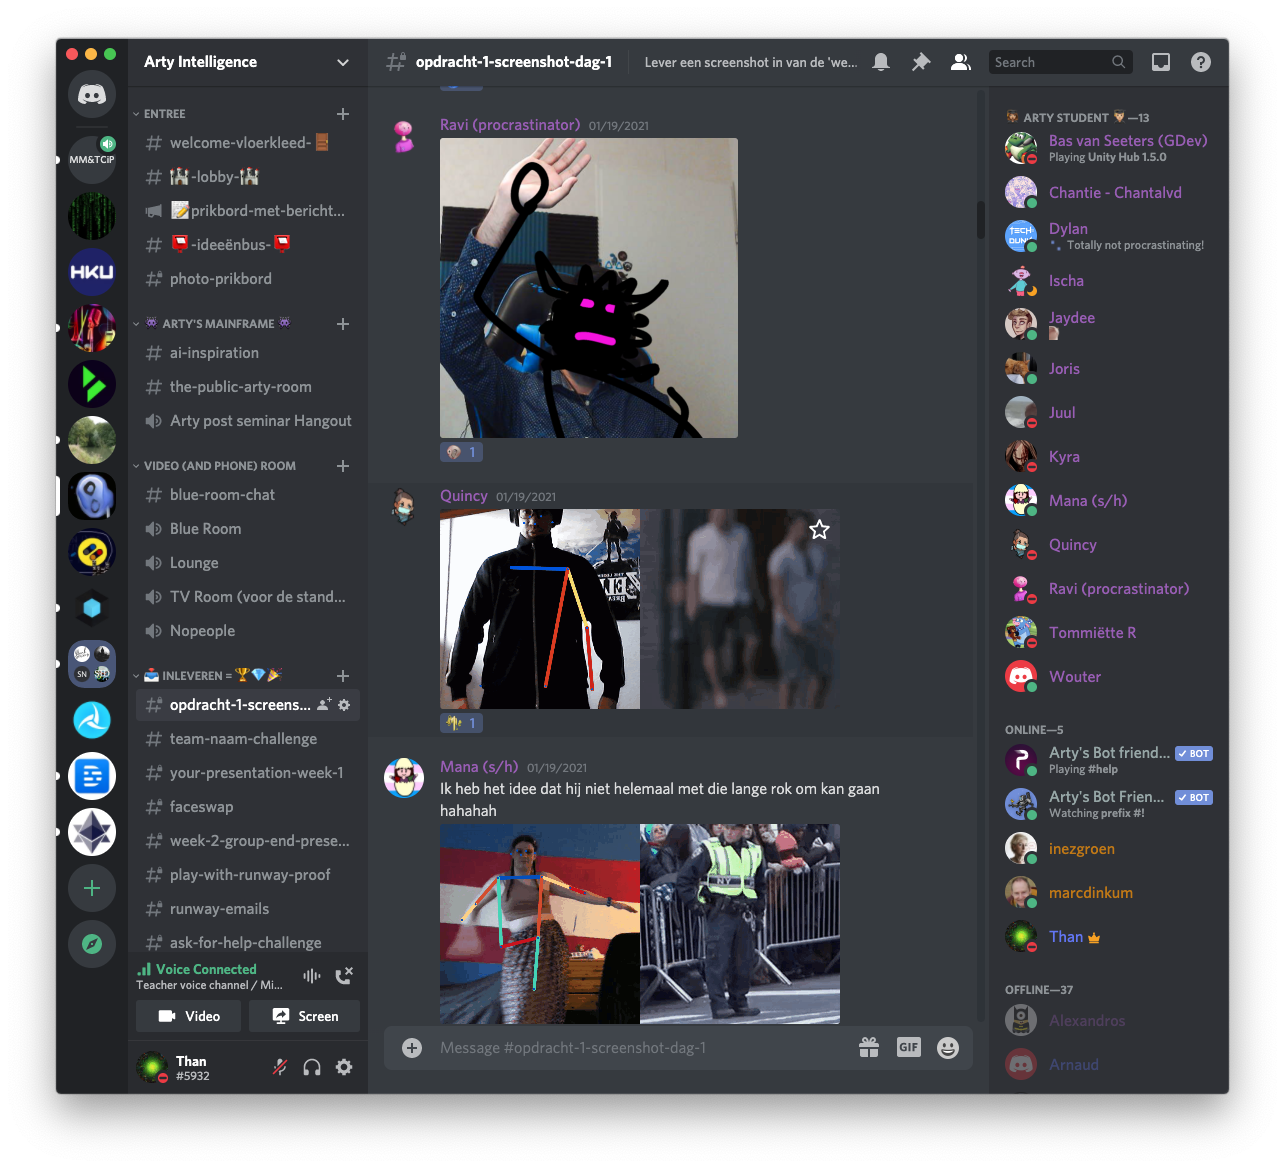 Arty Intelligence
opdracht-1-screenshot-dag-1
Lever een screenshot in van de 'we...
Search
MM&TCiP
HKU
SN
STD
ENTREE
welcome-vloerkleed-
-lobby-
prikbord-met-bericht...
-ideeënbus-
photo-prikbord
ARTY'S MAINFRAME
ai-inspiration
the-public-arty-room
Arty post seminar Hangout
VIDEO (AND PHONE) ROOM
blue-room-chat
Blue Room
Lounge
TV Room (voor de stand...
Nopeople
INLEVEREN =
opdracht-1-screens...
team-naam-challenge
your-presentation-week-1
faceswap
week-2-group-end-prese...
play-with-runway-proof
runway-emails
ask-for-help-challenge
Voice Connected
Teacher voice channel / Mi...
Video
Screen
Than
#5932
Ravi (procrastinator) 01/19/2021
1
Quincy 01/19/2021
1
Mana (s/h) 01/19/2021
Ik heb het idee dat hij niet helemaal met die lange rok om kan gaan
hahahah
NY
Message #opdracht-1-screenshot-dag-1
GIF
ARTY STUDENT —13
Bas van Seeters (GDev)
Playing Unity Hub 1.5.0
Chantie - Chantalvd
TECH
Dylan
Totally not procrastinating!
Ischa
Jaydee
Joris
Juul
Kyra
Mana (s/h)
Quincy
Ravi (procrastinator)
Tommiëtte R
Wouter
ONLINE—5
Arty's Bot friend... BOT
Playing #help
Arty's Bot Frien... BOT
Watching prefix #!
inezgroen
marcdinkum
Than
OFFLINE—37
Alexandros
Arnaud